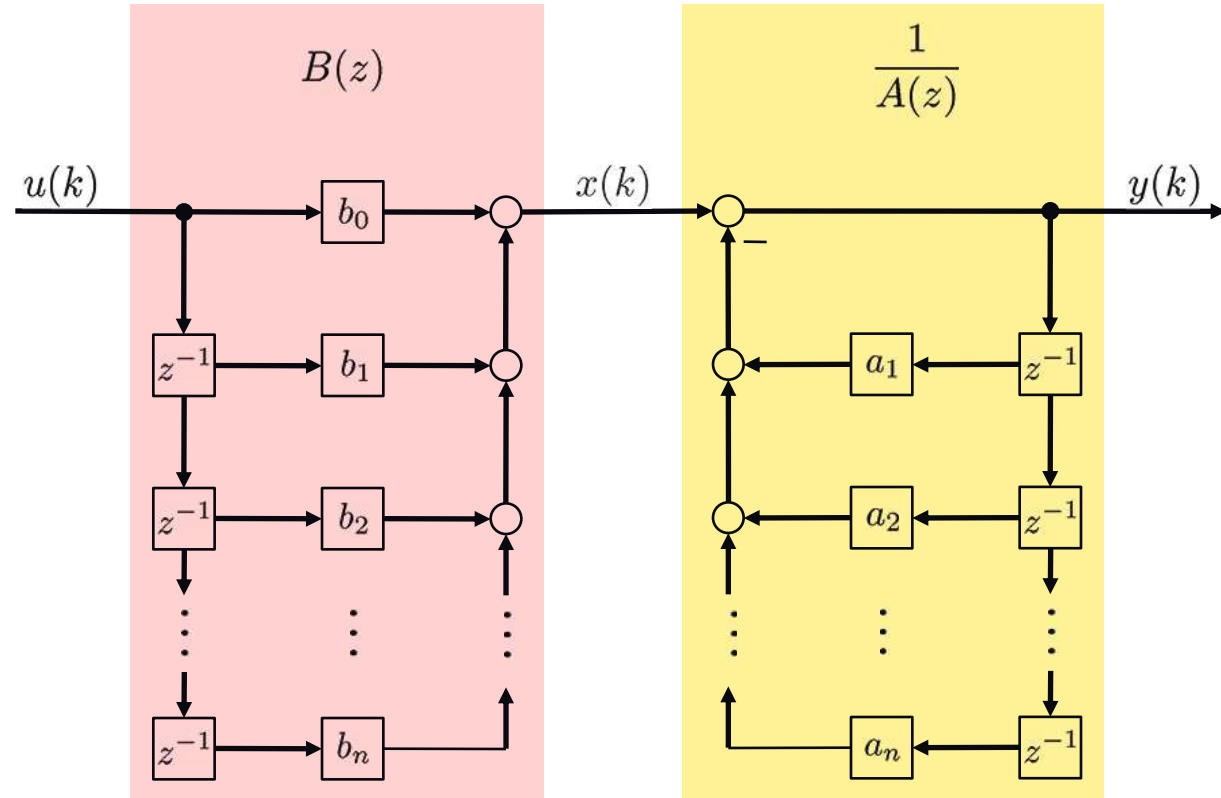 B(z)
1
A(z)
u(k)
x(k)
y(k)
b₀
−
z⁻¹
b₁
a₁
z⁻¹
z⁻¹
b₂
a₂
z⁻¹
⋮ ⋮ ⋮ ⋮ ⋮ ⋮
z⁻¹
bₙ
aₙ
z⁻¹